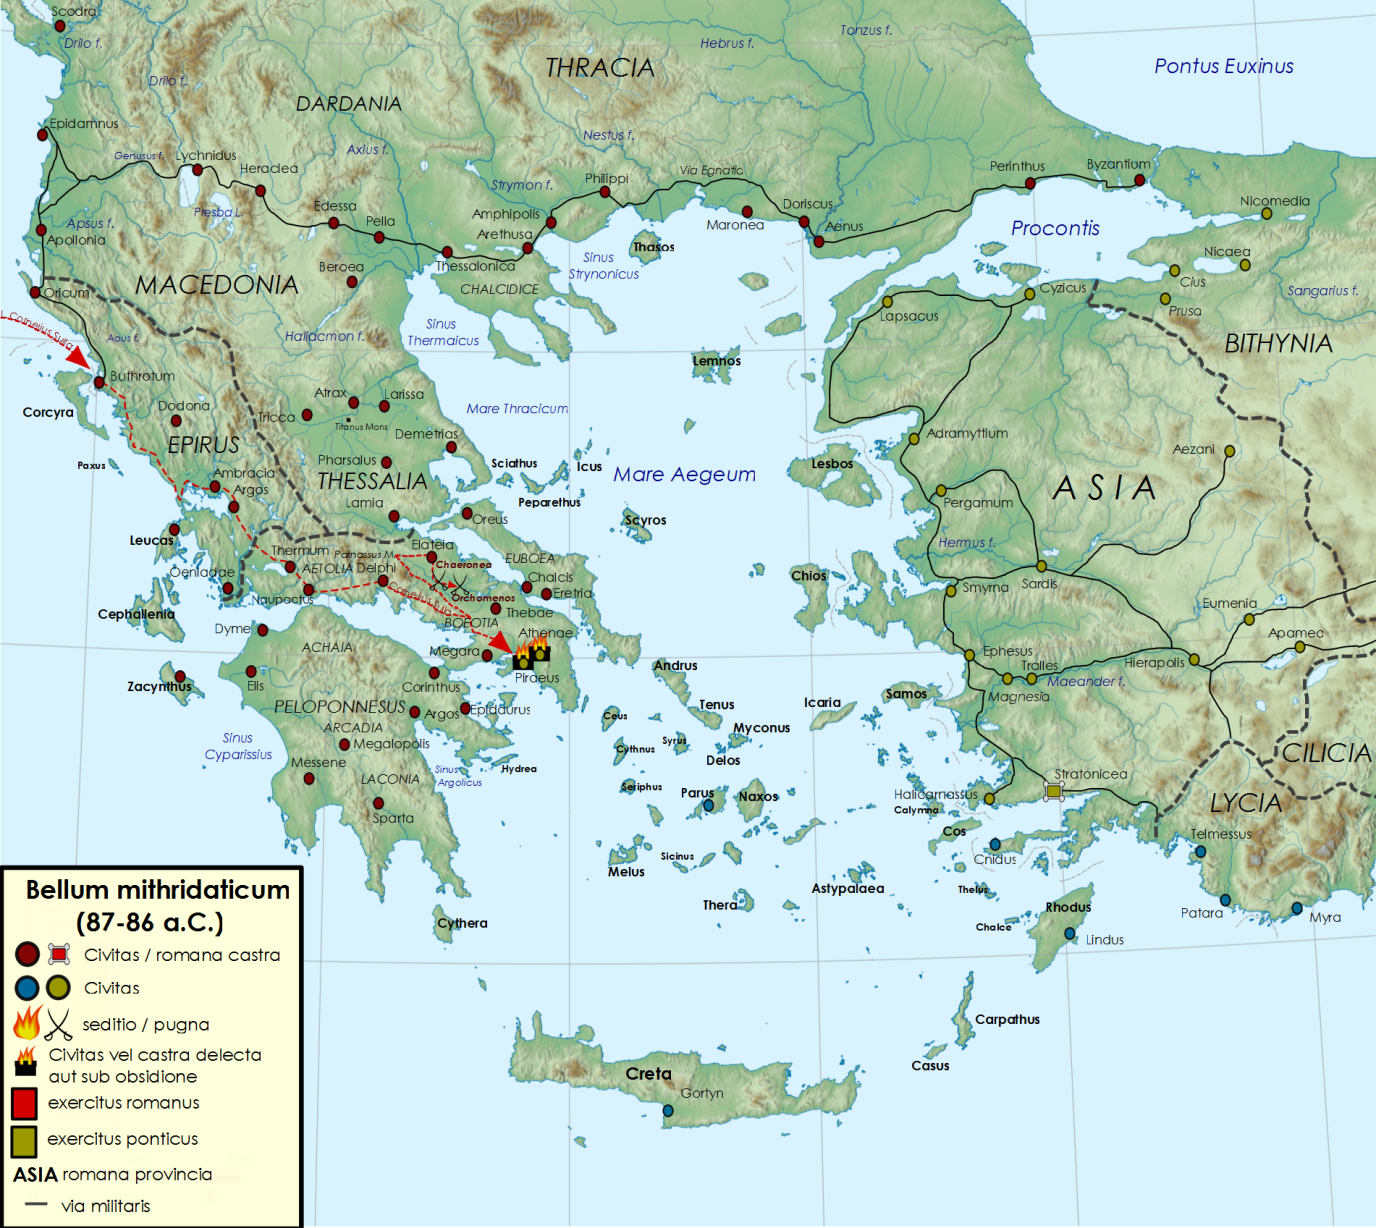 Scodra
Drilo f.
THRACIA
Hebrus f.
Tonzus f.
Pontus Euxinus
Drilo f.
DARDANIA
Epidamnus
Nestus f.
Genusus f.
Lychnidus
Axius f.
Heraclea
Via Egnatia
Strymon f.
Philippi
Perinthus
Byzantium
Presba L.
Edessa
Pella
Amphipolis
Doriscus
Nicomedia
Apsus f.
Arethusa
Maronea
Aenus
Procontis
Apollonia
Thasos
Nicaea
Beroea
Thessalonica
Sinus
Strynonicus
Cius
MACEDONIA
CHALCIDICE
Oricum
Cyzicus
Sangarius f.
Prusa
Lapsacus
L. Cornelius Sulla
Aous f.
Haliacmon f.
Sinus
Thermaicus
BITHYNIA
Lemnos
Buthrotum
Corcyra
Dodona
Atrax
Larissa
Tricca
Titanus Mons
Mare Thracicum
EPIRUS
Demetrias
Adramyttium
Aezani
Paxus
Pharsalus
Sciathus
Icus
Lesbos
Ambracia
THESSALIA
Mare Aegeum
ASIA
Argos
Lamia
Peparethus
Pergamum
Oreus
Scyros
Leucas
Elateia
Hermus f.
Thermum
Parnassus M.
EUBOEA
Oeniadae
AETOLIA
Delphi
Chaeronea
Chalcis
Chios
Sardis
Eretria
Smyrna
Naupactus
Cornelius Sulla
Orchomenos
Cephallenia
Thebae
Eumenia
BOEOTIA
Dyme
Athenae
Apamea
ACHAIA
Megara
Ephesus
Hierapolis
Andrus
Tralles
Zacynthus
Elis
Corinthus
Piraeus
Maeander f.
Magnesia
PELOPONNESUS
Argos
Epidaurus
Tenus
Icaria
Samos
ARCADIA
Ceus
Myconus
Sinus
Cyparissius
Megalopolis
Syrus
Cythnus
Delos
CILICIA
Messene
Sinus
Argolicus
Hydrea
LACONIA
Stratonicea
Seriphus
Parus
Naxos
Halicarnassus
LYCIA
Calymna
Sparta
Cos
Telmessus
Sicinus
Cnidus
Melus
Astypalaea
Thelus
Thera
Rhodus
Patara
Myra
Cythera
Chalce
Lindus
Carpathus
Casus
Creta
Gortyn
Bellum mithridaticum
(87-86 a.C.)
Civitas / romana castra
Civitas
seditio / pugna
Civitas vel castra delecta
aut sub obsidione
exercitus romanus
exercitus ponticus
ASIA romana provincia
via militaris